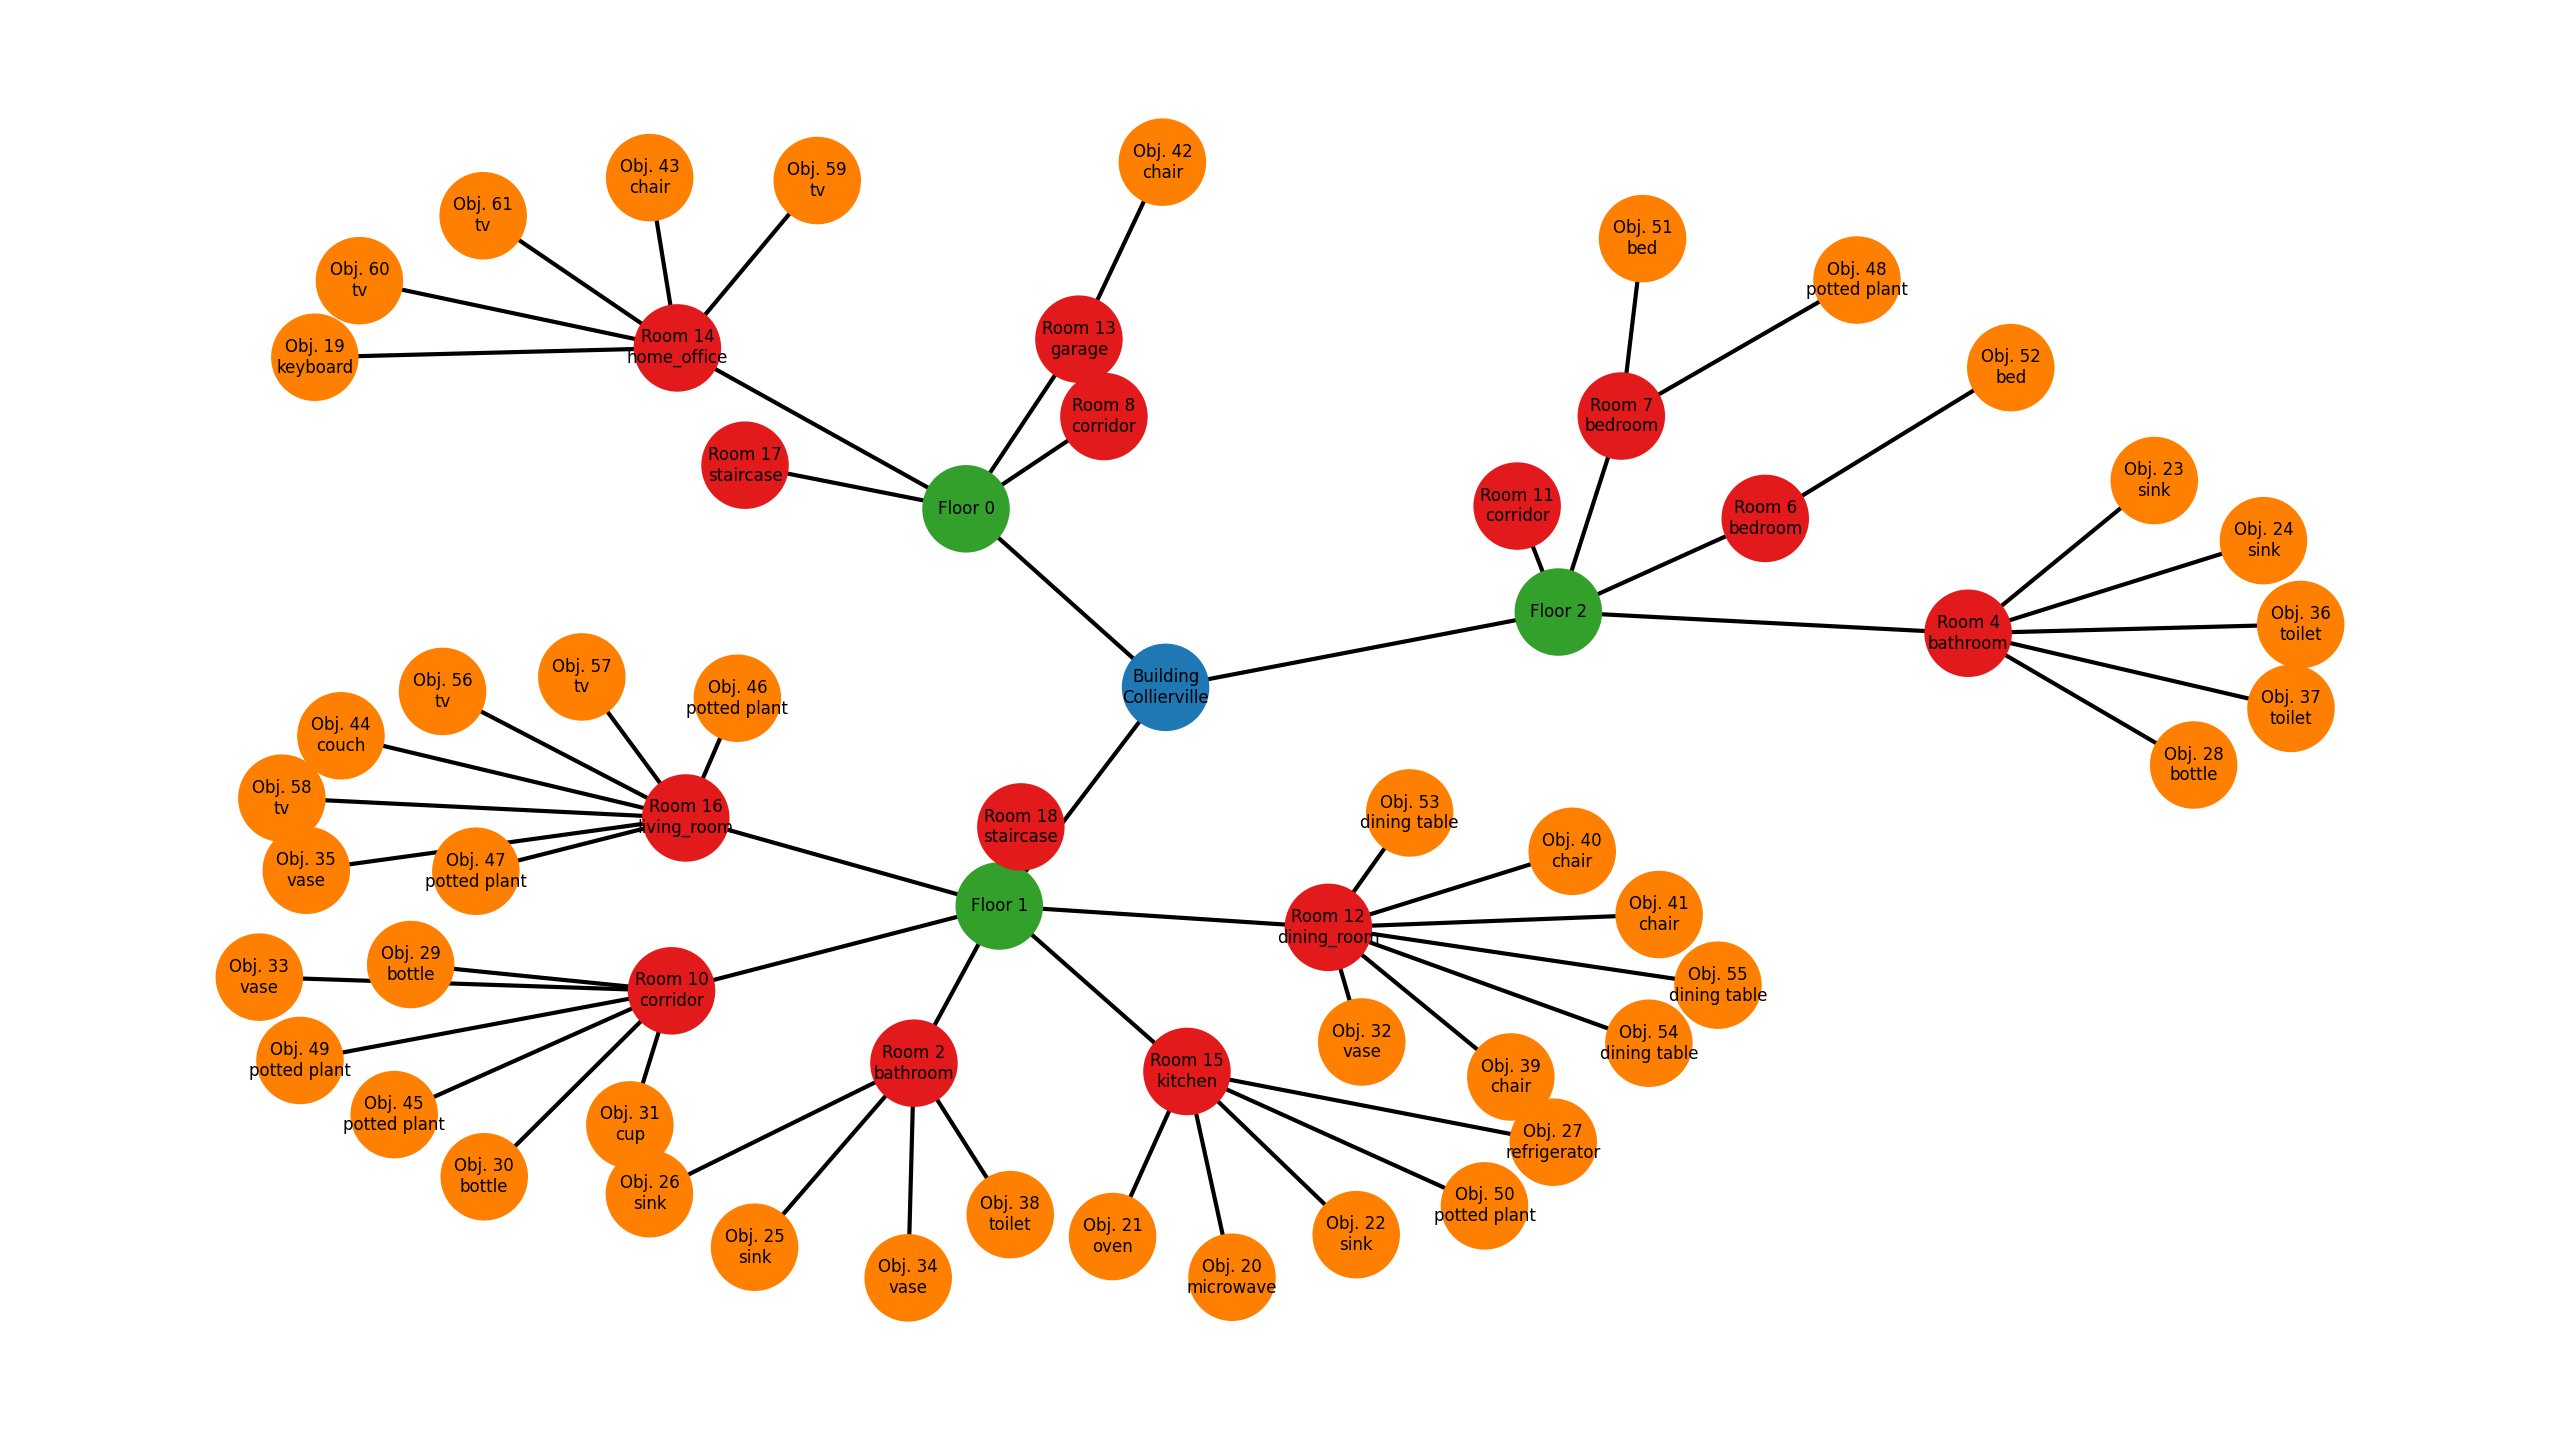 Obj. 42
chair
Obj. 43
chair
Obj. 59
tv
Obj. 61
tv
Obj. 60
tv
Obj. 19
keyboard
Room 14
home_office
Room 13
garage
Room 8
corridor
Room 17
staircase
Floor 0
Obj. 51
bed
Obj. 48
potted plant
Obj. 52
bed
Room 7
bedroom
Room 11
corridor
Room 6
bedroom
Floor 2
Obj. 23
sink
Obj. 24
sink
Obj. 36
toilet
Room 4
bathroom
Obj. 37
toilet
Obj. 28
bottle
Building
Collierville
Obj. 57
tv
Obj. 56
tv
Obj. 46
potted plant
Obj. 44
couch
Obj. 58
tv
Room 16
living_room
Obj. 35
vase
Obj. 47
potted plant
Room 18
staircase
Floor 1
Obj. 53
dining table
Obj. 40
chair
Obj. 41
chair
Room 12
dining_room
Obj. 55
dining table
Obj. 54
dining table
Obj. 32
vase
Obj. 39
chair
Obj. 29
bottle
Obj. 33
vase
Room 10
corridor
Obj. 49
potted plant
Obj. 45
potted plant
Obj. 30
bottle
Obj. 31
cup
Room 2
bathroom
Obj. 26
sink
Obj. 25
sink
Obj. 34
vase
Obj. 38
toilet
Room 15
kitchen
Obj. 21
oven
Obj. 20
microwave
Obj. 22
sink
Obj. 50
potted plant
Obj. 27
refrigerator